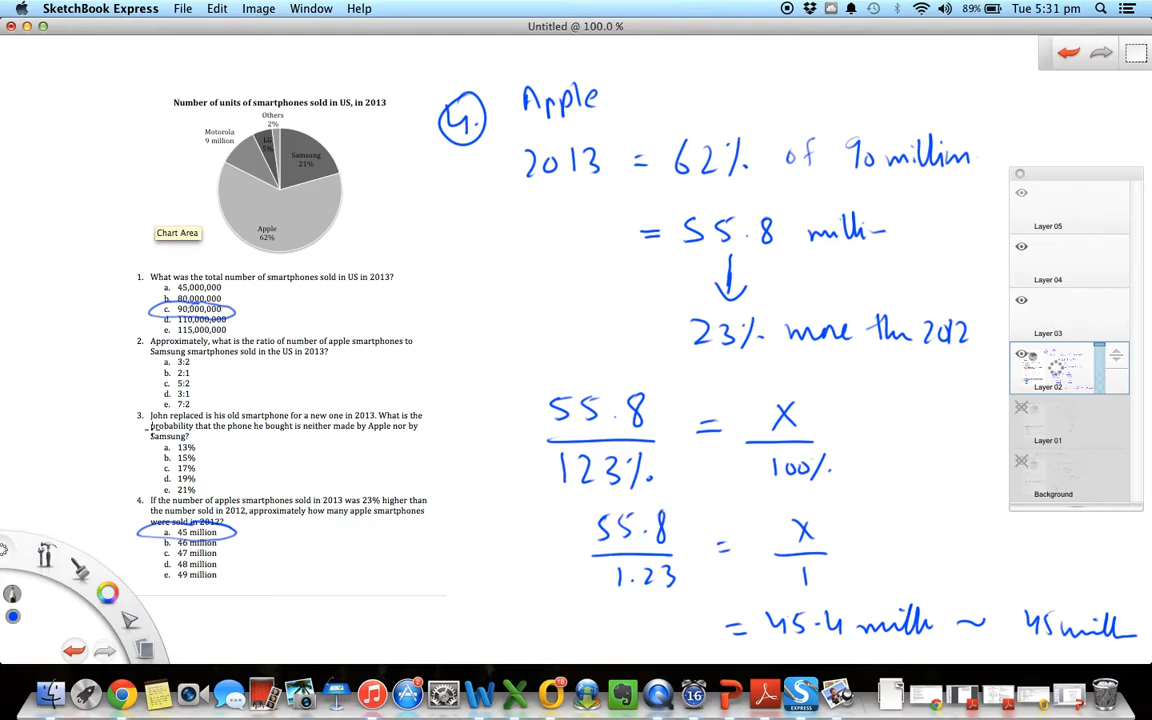 SketchBook Express File Edit Image Window Help 89% Tue 5:31 pm
Untitled @ 100.0 %
Number of units of smartphones sold in US, in 2013
Others
2%
Motorola
9 million
LG
Samsung
21%
Apple
62%
Chart Area
1. What was the total number of smartphones sold in US in 2013?
a. 45,000,000
b. 80,000,000
c. 90,000,000
d. 110,000,000
e. 115,000,000
2. Approximately, what is the ratio of number of apple smartphones to
Samsung smartphones sold in the US in 2013?
a. 3:2
b. 2:1
c. 5:2
d. 3:1
e. 7:2
3. John replaced is his old smartphone for a new one in 2013. What is the
probability that the phone he bought is neither made by Apple nor by
Samsung?
a. 13%
b. 15%
c. 17%
d. 19%
e. 21%
4. If the number of apples smartphones sold in 2013 was 23% higher than
the number sold in 2012, approximately how many apple smartphones
were sold in 2012?
a. 45 million
b. 46 million
c. 47 million
d. 48 million
e. 49 million
4. Apple
2013 = 62% of 90 million
= 55.8 milli
23% more the 2012
55.8 = X
123% 100%
55.8 = X
1.23 1
= 45.4 mill ~ 45 mill
Layer 05
Layer 04
Layer 03
Layer 02
Layer 01
Background
16
EXPRESS